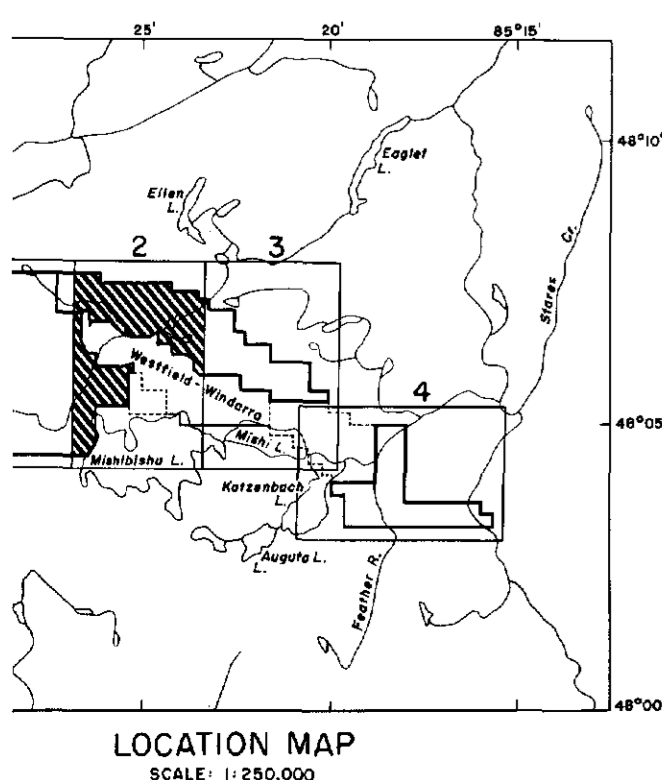 25'
20'
85°15'
48°10'
Eaglet
L.
Ellen
L.
Stares Cr.
2
3
Westfield - Windarra
4
48°05'
Mishi L.
Mishibishu L.
Katzenbach
L.
Auguta L.
L.
Feather R.
48°00'
LOCATION MAP
SCALE: 1:250,000